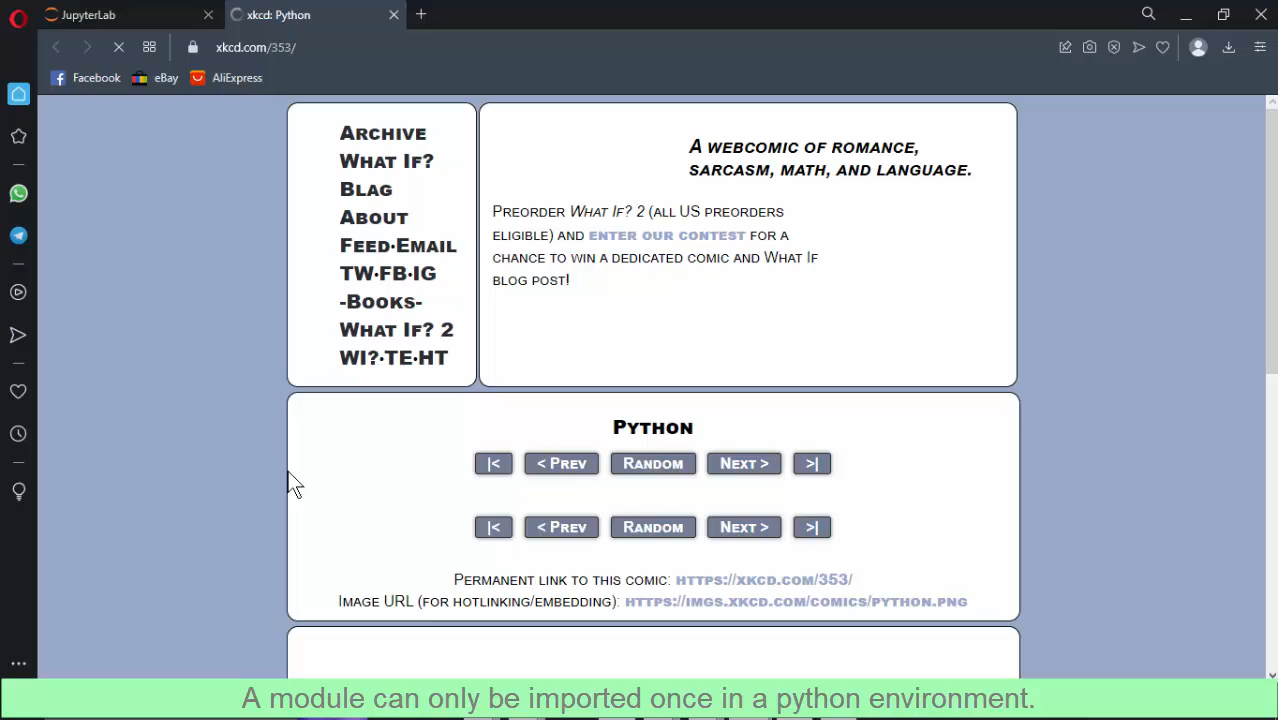 JupyterLab
xkcd: Python
xkcd.com/353/
Facebook
eBay
AliExpress
Archive
What If?
Blag
About
Feed·Email
TW·FB·IG
-Books-
What If? 2
WI?·TE·HT
A webcomic of romance,
sarcasm, math, and language.
Preorder What If? 2 (all US preorders
eligible) and enter our contest for a
chance to win a dedicated comic and What If
blog post!
Python
|< < Prev Random Next > >|
|< < Prev Random Next > >|
Permanent link to this comic: https://xkcd.com/353/
Image URL (for hotlinking/embedding): https://imgs.xkcd.com/comics/python.png
A module can only be imported once in a python environment.